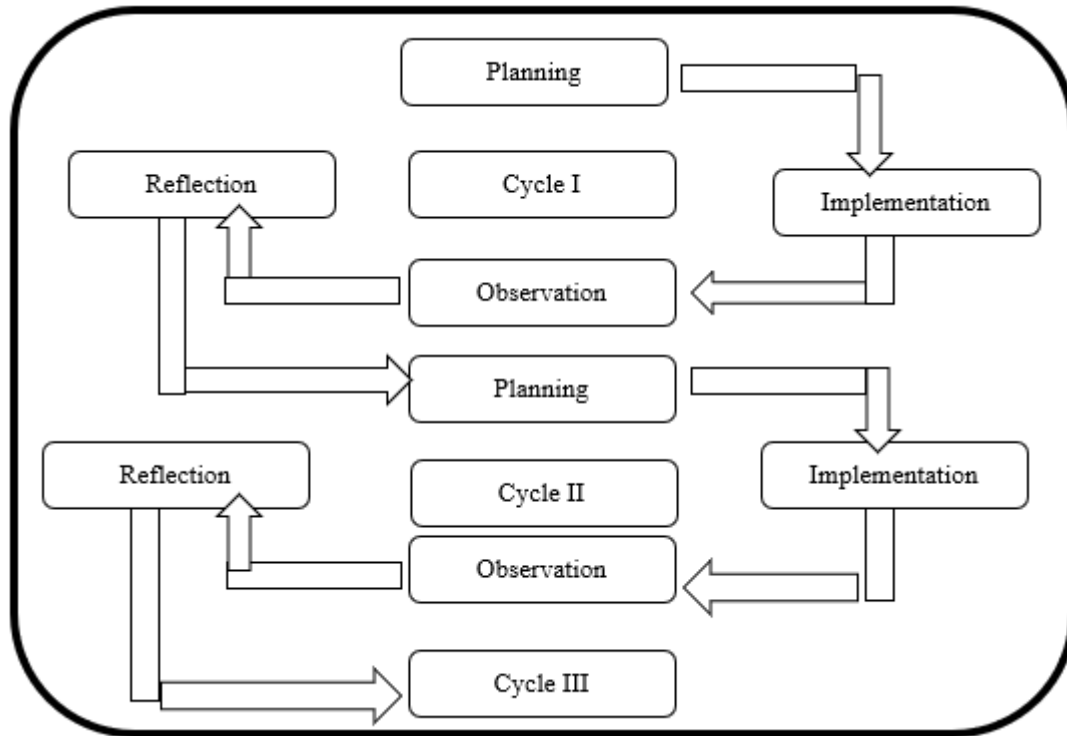 Planning
Reflection
Cycle I
Implementation
Observation
Planning
Reflection
Cycle II
Implementation
Observation
Cycle III